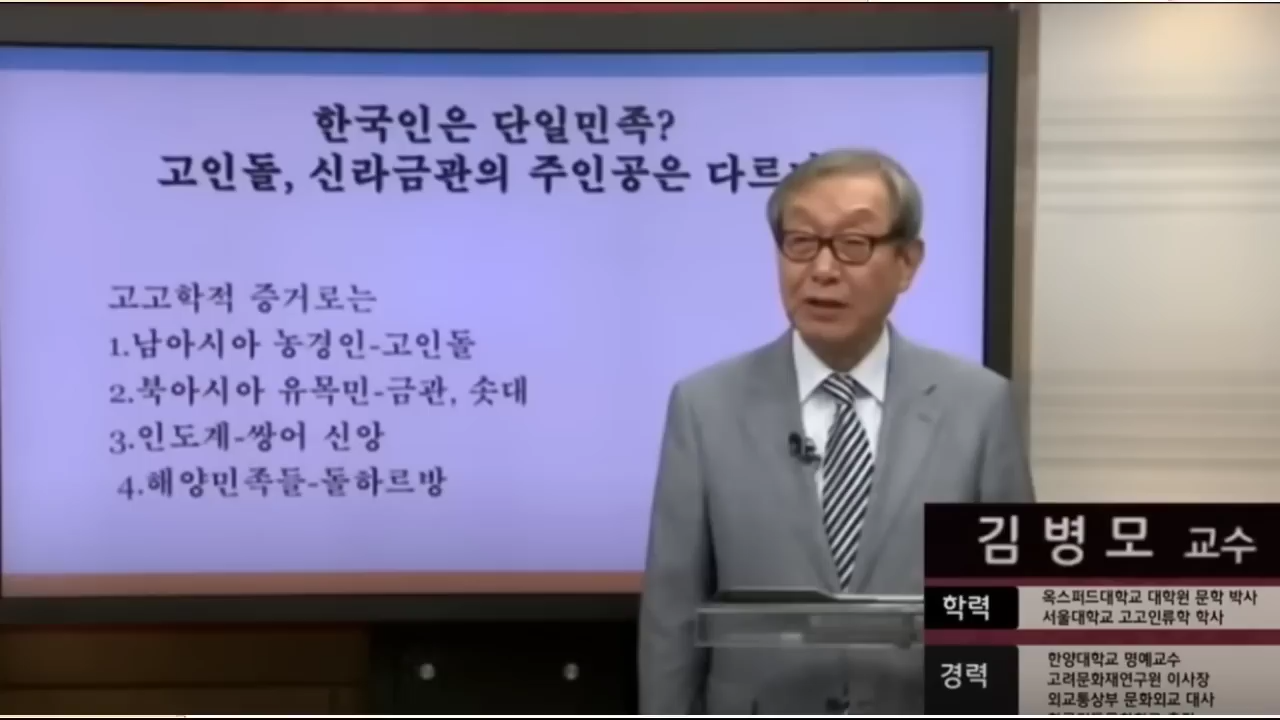 한국인은 단일민족?
고인돌, 신라금관의 주인공은 다르
고고학적 증거로는
1.남아시아 농경인-고인돌
2.북아시아 유목민-금관, 솟대
3.인도계-쌍어 신앙
4.해양민족들-돌하르방
김병모 교수
학력
옥스퍼드대학교 대학원 문학 박사
서울대학교 고고인류학 학사
경력
한양대학교 명예교수
고려문화재연구원 이사장
외교통상부 문화외교 대사